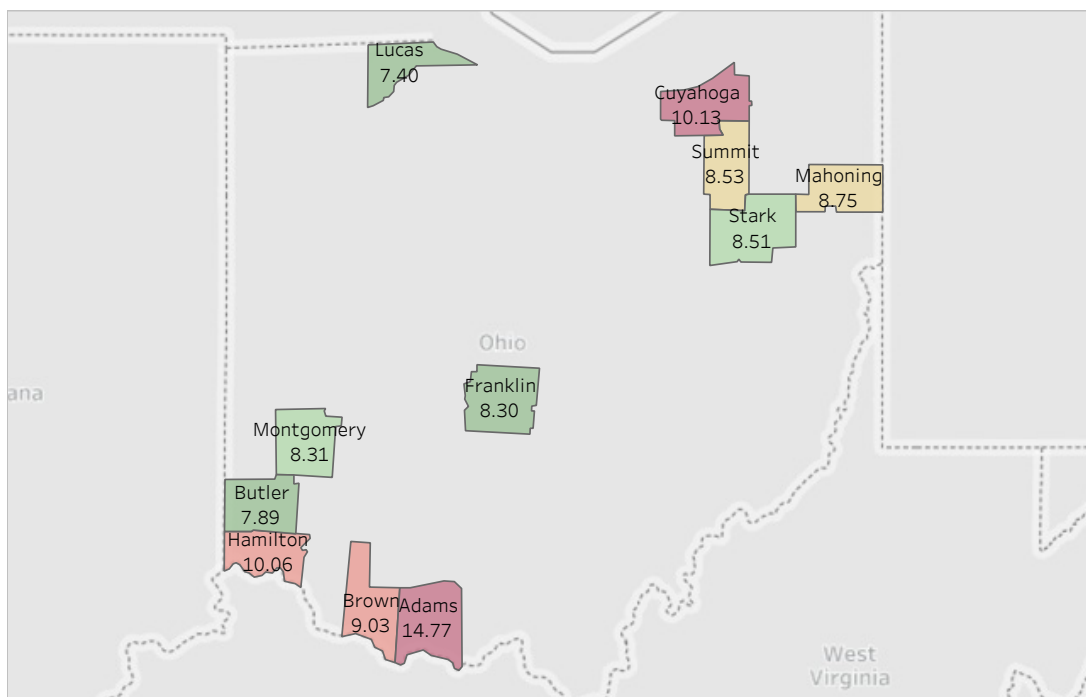 Lucas
7.40
Cuyahoga
10.13
Summit
8.53
Mahoning
8.75
Stark
8.51
Ohio
Franklin
8.30
ana
Montgomery
8.31
Butler
7.89
Hamilton
10.06
Brown
9.03
Adams
14.77
West
Virginia